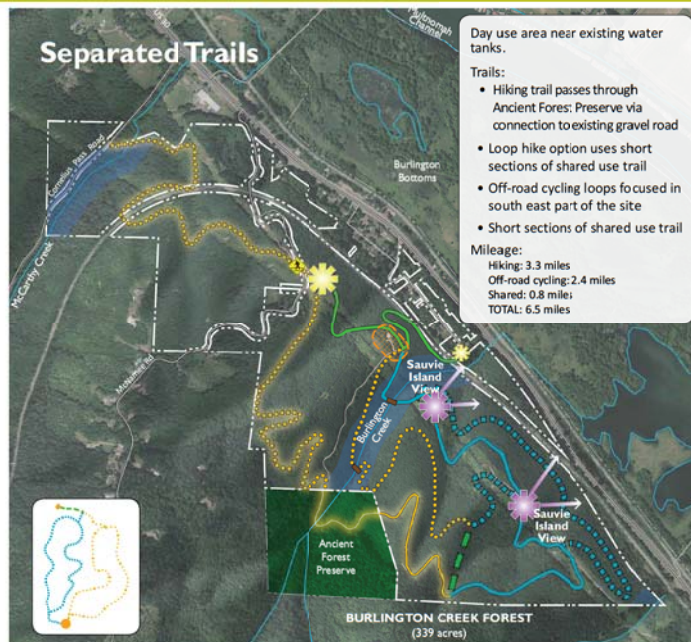 Separated Trails
US 30
Multnomah
Channel
Day use area near existing water
tanks.
Trails:
• Hiking trail passes through
Ancient Fores: Preserve via
connection to existing gravel road
• Loop hike option uses short
sections of shared use trail
• Off-road cycling loops focused in
south east part of the site
• Short sections of shared use trail
Mileage:
Hiking: 3.3 miles
Off-road cycling: 2.4 miles
Shared: 0.8 miles
TOTAL: 6.5 miles
Cornelius Pass Road
Burlington
Bottoms
McCarthy Creek
McNamee Rd
Sauvie
Island
View
Burlington
Creek
Sauvie
Island
View
Ancient
Forest
Preserve
BURLINGTON CREEK FOREST
(339 acres)